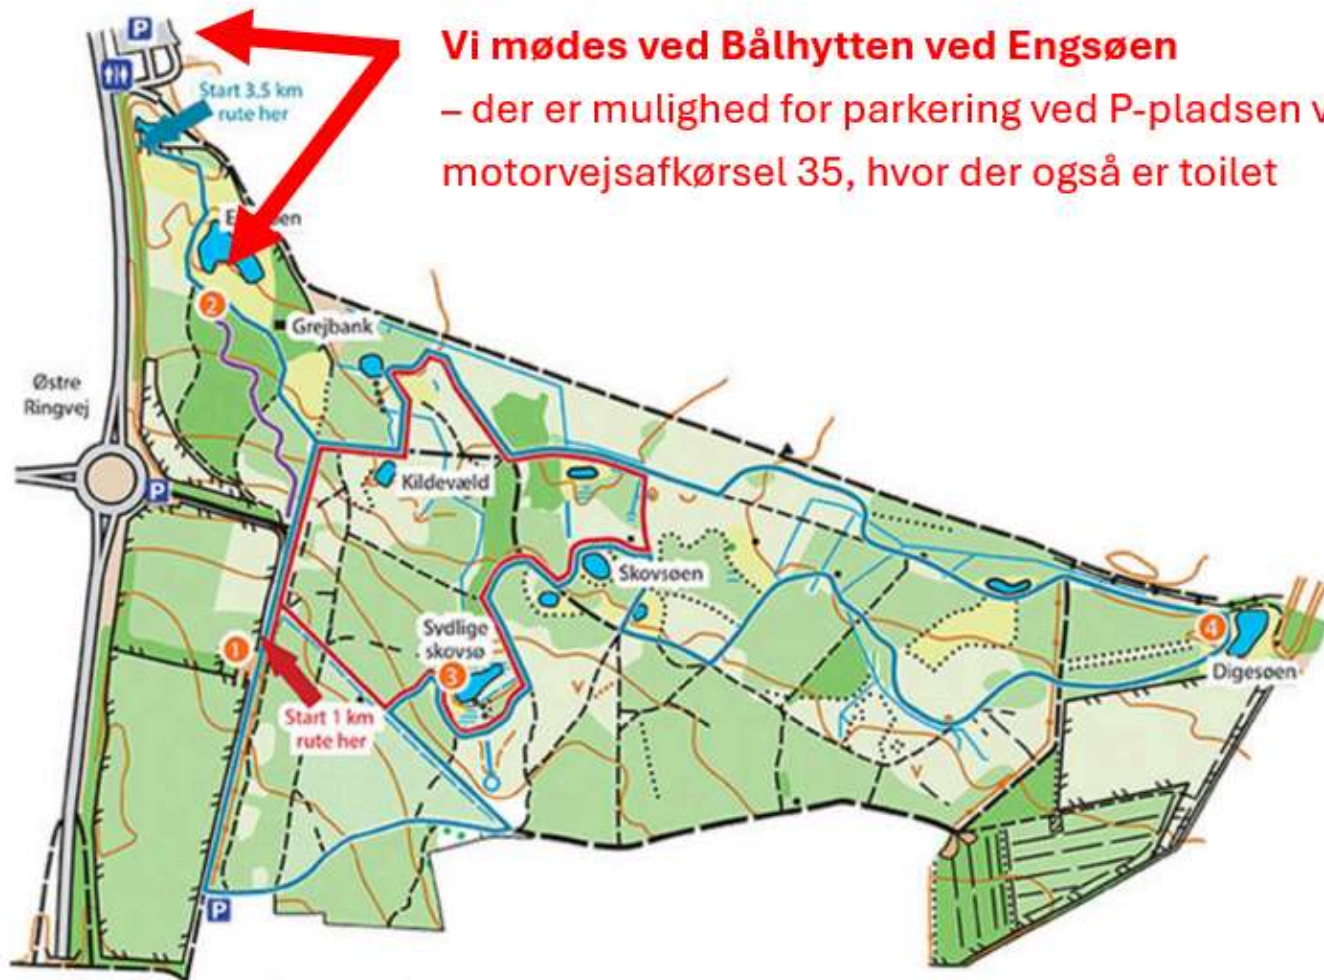 P
Vi mødes ved Bålhytten ved Engsøen
– der er mulighed for parkering ved P-pladsen
motorvejsafkørsel 35, hvor der også er toilet
Start 3,5 km
rute her
2
Grejbank
Østre
Ringvej
P
Kildevæld
Skovsøen
Sydlige
skovsø
1
3
4
Digesøen
Start 1 km
rute her
P